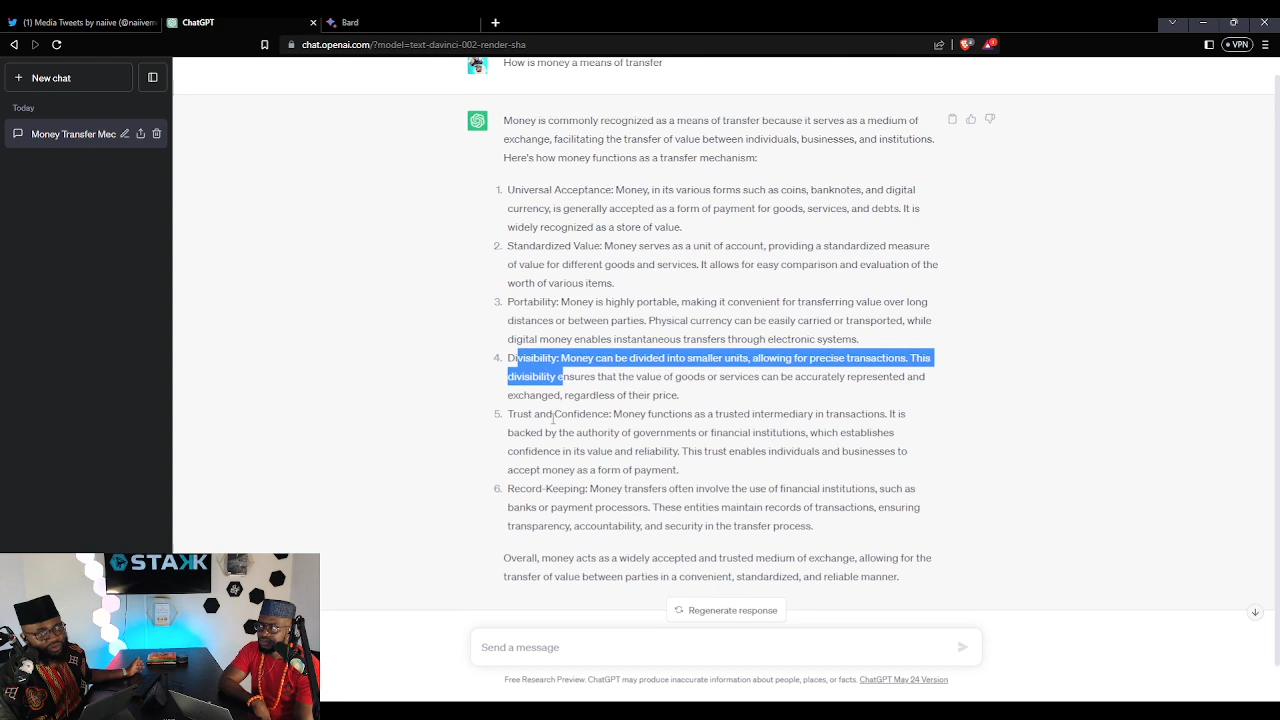 (1) Media Tweets by naiive (@naivem
ChatGPT
Bard
chat.openai.com/?model=text-davinci-002-render-sha
VPN
New chat
Today
Money Transfer Mec
How is money a means of transfer
Money is commonly recognized as a means of transfer because it serves as a medium of
exchange, facilitating the transfer of value between individuals, businesses, and institutions.
Here's how money functions as a transfer mechanism:
1. Universal Acceptance: Money, in its various forms such as coins, banknotes, and digital
currency, is generally accepted as a form of payment for goods, services, and debts. It is
widely recognized as a store of value.
2. Standardized Value: Money serves as a unit of account, providing a standardized measure
of value for different goods and services. It allows for easy comparison and evaluation of the
worth of various items.
3. Portability: Money is highly portable, making it convenient for transferring value over long
distances or between parties. Physical currency can be easily carried or transported, while
digital money enables instantaneous transfers through electronic systems.
4. Divisibility: Money can be divided into smaller units, allowing for precise transactions. This
divisibility ensures that the value of goods or services can be accurately represented and
exchanged, regardless of their price.
5. Trust and Confidence: Money functions as a trusted intermediary in transactions. It is
backed by the authority of governments or financial institutions, which establishes
confidence in its value and reliability. This trust enables individuals and businesses to
accept money as a form of payment.
6. Record-Keeping: Money transfers often involve the use of financial institutions, such as
banks or payment processors. These entities maintain records of transactions, ensuring
transparency, accountability, and security in the transfer process.
Overall, money acts as a widely accepted and trusted medium of exchange, allowing for the
transfer of value between parties in a convenient, standardized, and reliable manner.
Regenerate response
Send a message
Free Research Preview. ChatGPT may produce inaccurate information about people, places, or facts. ChatGPT May 24 Version
STAKK